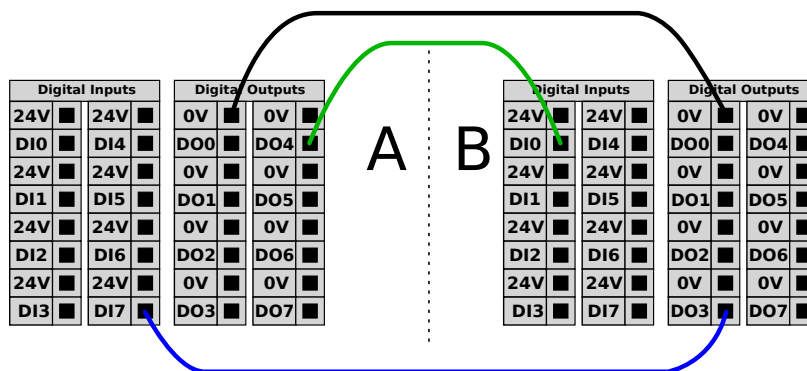 Digital Inputs Digital Outputs Digital Inputs Digital Outputs
24V 24V 0V 0V 24V 24V 0V 0V
DI0 DI4 DO0 DO4 A B DI0 DI4 DO0 DO4
24V 24V 0V 0V 24V 24V 0V 0V
DI1 DI5 DO1 DO5 DI1 DI5 DO1 DO5
24V 24V 0V 0V 24V 24V 0V 0V
DI2 DI6 DO2 DO6 DI2 DI6 DO2 DO6
24V 24V 0V 0V 24V 24V 0V 0V
DI3 DI7 DO3 DO7 DI3 DI7 DO3 DO7